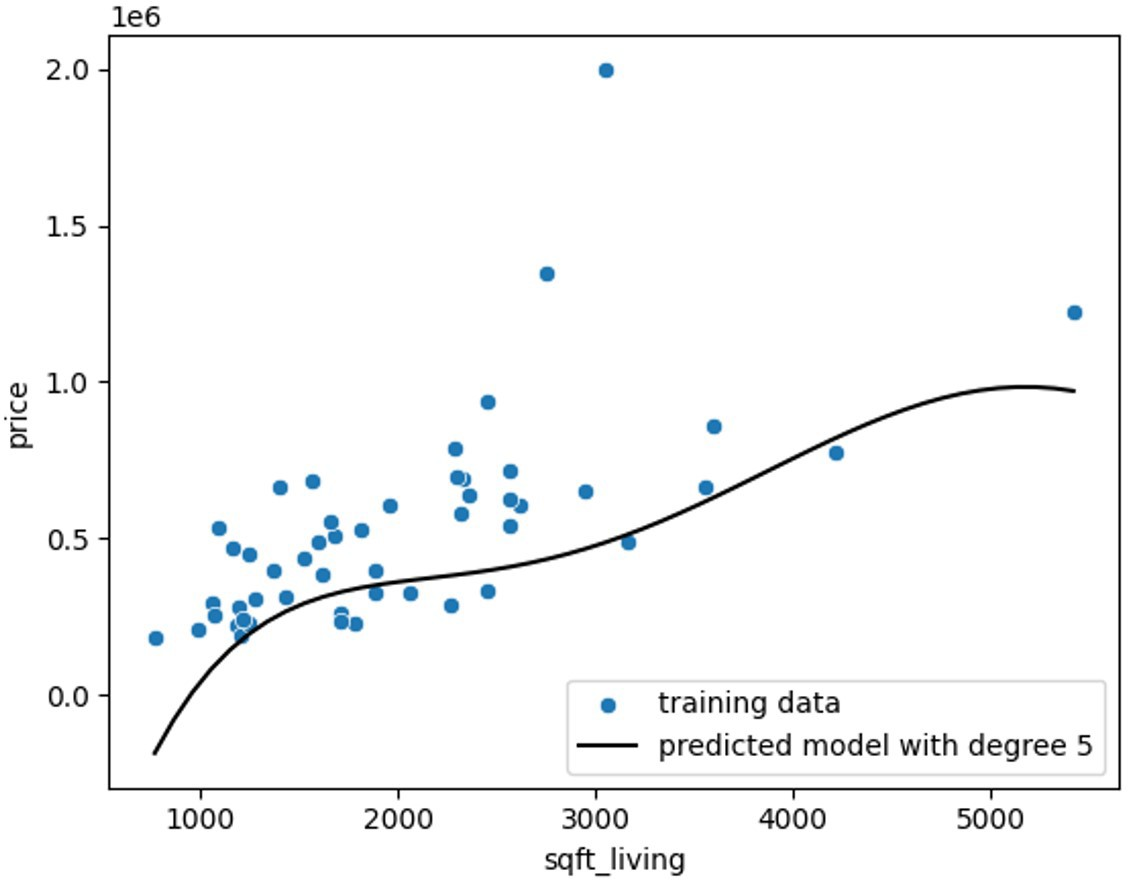 1e6
2.0
1.5
1.0
0.5
0.0
price
1000 2000 3000 4000 5000
sqft_living
training data
predicted model with degree 5